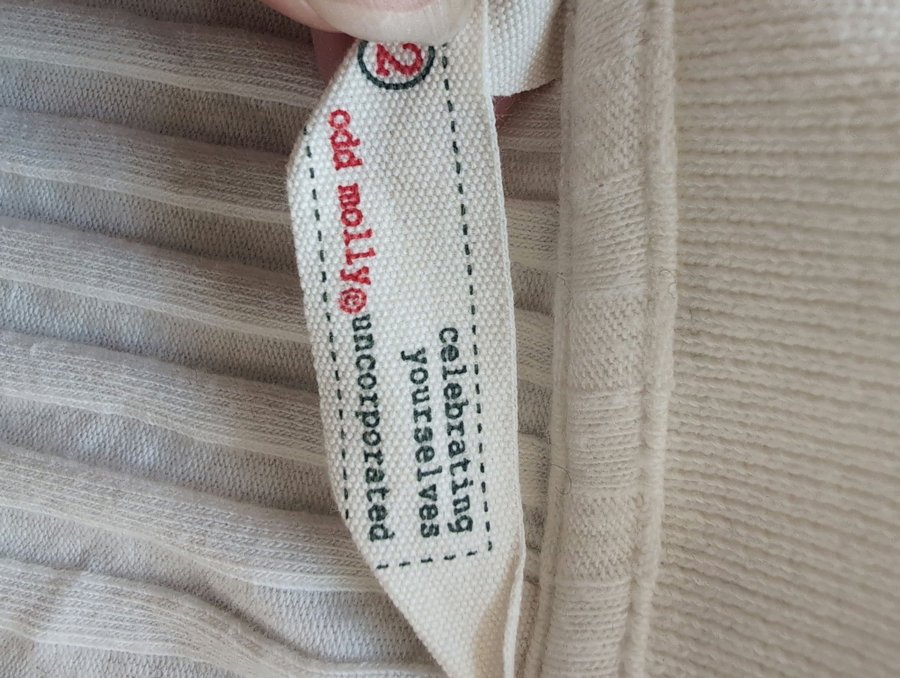 2
celebrating
yourselves
odd molly®uncorporated